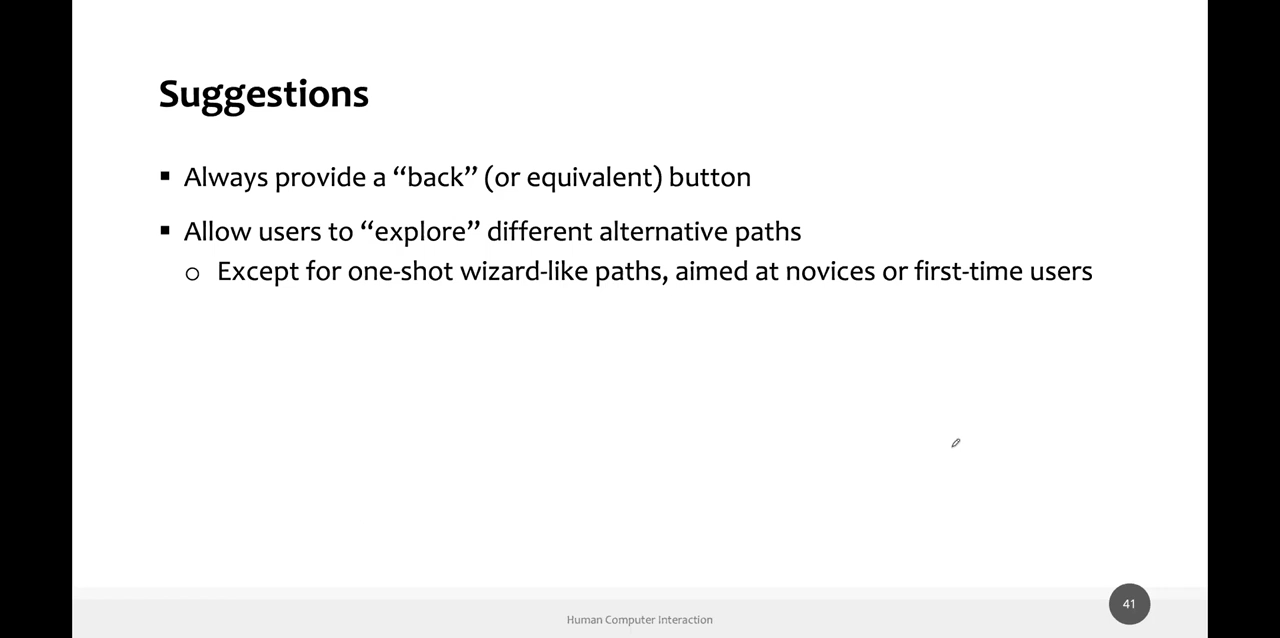 Suggestions
▪ Always provide a “back” (or equivalent) button
▪ Allow users to “explore” different alternative paths
o Except for one-shot wizard-like paths, aimed at novices or first-time users
41
Human Computer Interaction